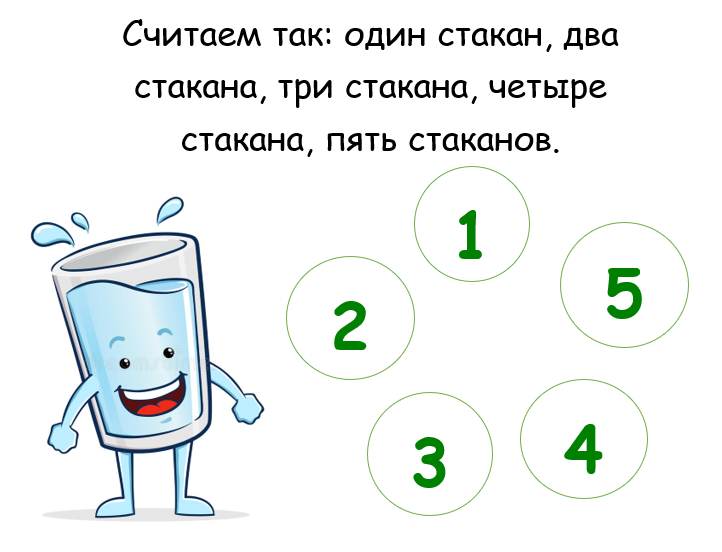 Считаем так: один стакан, два
стакана, три стакана, четыре
стакана, пять стаканов.
1
5
2
4
3